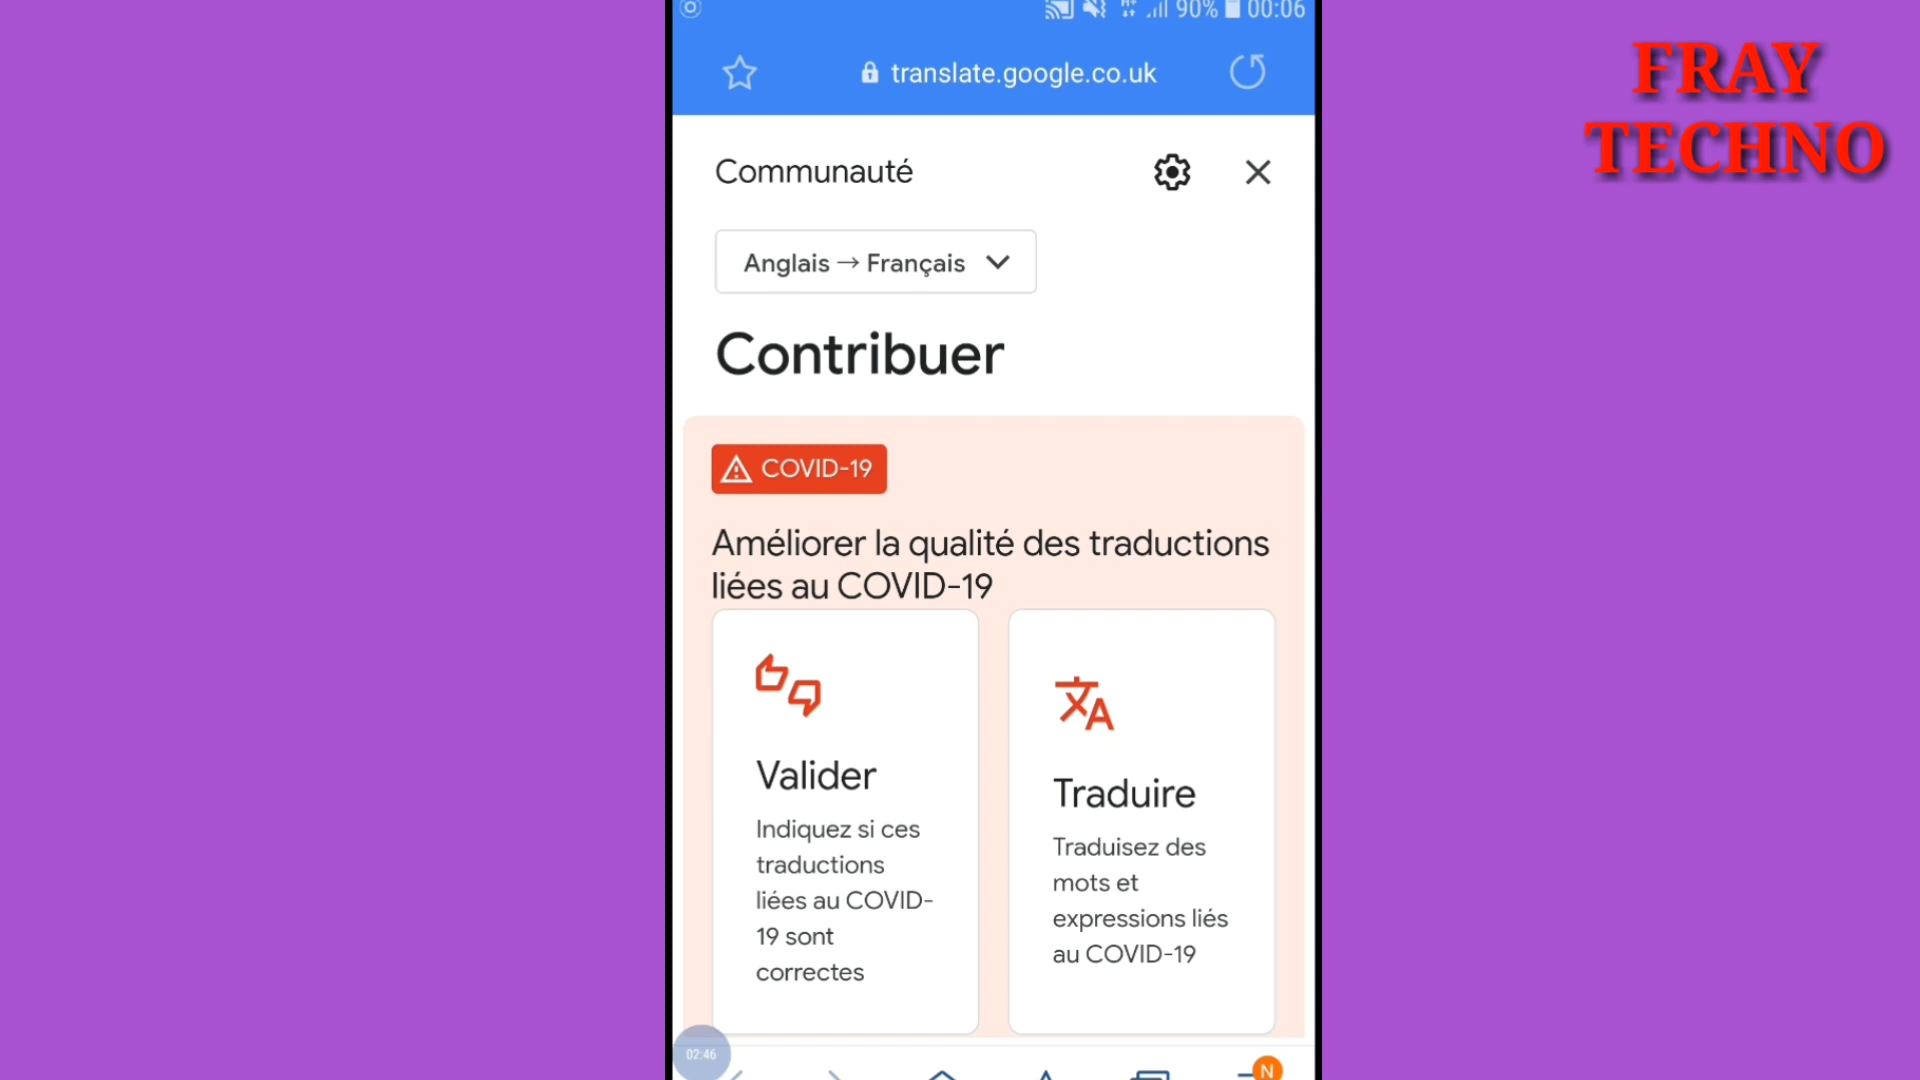 90% 00:06
FRAY
TECHNO
translate.google.co.uk
Communauté
Anglais → Français
Contribuer
COVID-19
Améliorer la qualité des traductions
liées au COVID-19
Valider
Indiquez si ces
traductions
liées au COVID-
19 sont
correctes
Traduire
Traduisez des
mots et
expressions liés
au COVID-19
02:46
N